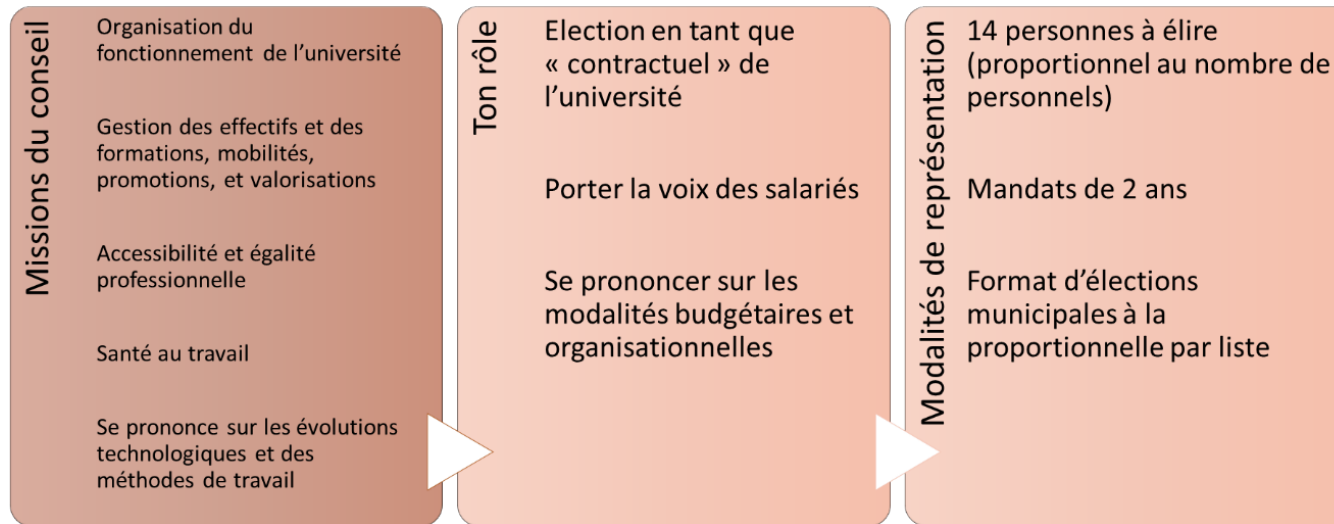 Missions du conseil
Organisation du
fonctionnement de l’université
Gestion des effectifs et des
formations, mobilités,
promotions, et valorisations
Accessibilité et égalité
professionnelle
Santé au travail
Se prononce sur les évolutions
technologiques et des
méthodes de travail
Ton rôle
Election en tant que
« contractuel » de
l’université
Porter la voix des salariés
Se prononcer sur les
modalités budgétaires et
organisationnelles
Modalités de représentation
14 personnes à élire
(proportionnel au nombre de
personnels)
Mandats de 2 ans
Format d’élections
municipales à la
proportionnelle par liste